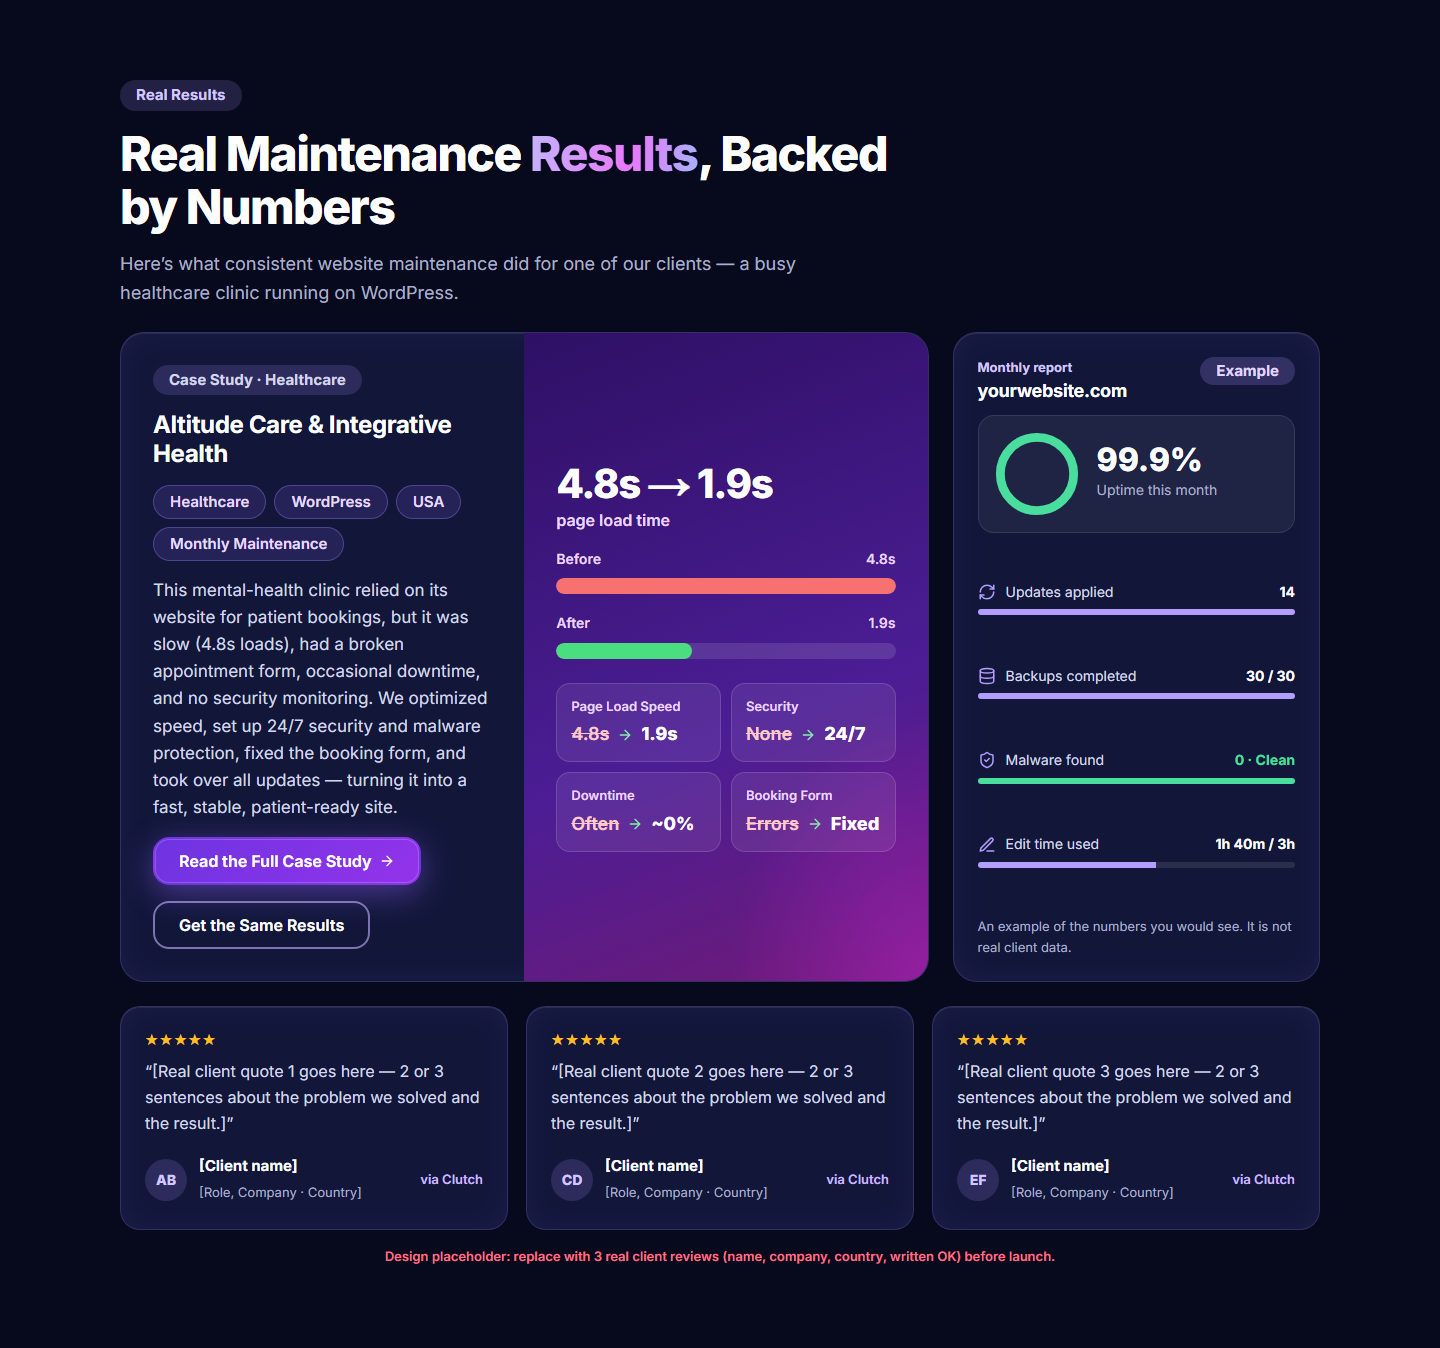 Real Results
Real Maintenance Results, Backed
by Numbers
Here’s what consistent website maintenance did for one of our clients — a busy
healthcare clinic running on WordPress.
Case Study · Healthcare
Altitude Care & Integrative
Health
Healthcare
WordPress
USA
Monthly Maintenance
This mental-health clinic relied on its
website for patient bookings, but it was
slow (4.8s loads), had a broken
appointment form, occasional downtime,
and no security monitoring. We optimized
speed, set up 24/7 security and malware
protection, fixed the booking form, and
took over all updates — turning it into a
fast, stable, patient-ready site.
Read the Full Case Study →
Get the Same Results
4.8s → 1.9s
page load time
Before 4.8s
After 1.9s
Page Load Speed
4.8s → 1.9s
Security
None → 24/7
Downtime
Often → ~0%
Booking Form
Errors → Fixed
Monthly report
yourwebsite.com
Example
99.9%
Uptime this month
Updates applied 14
Backups completed 30 / 30
Malware found 0 · Clean
Edit time used 1h 40m / 3h
An example of the numbers you would see. It is not
real client data.
★★★★★
“[Real client quote 1 goes here — 2 or 3
sentences about the problem we solved and
the result.]”
AB
[Client name]
[Role, Company · Country]
via Clutch
★★★★★
“[Real client quote 2 goes here — 2 or 3
sentences about the problem we solved and
the result.]”
CD
[Client name]
[Role, Company · Country]
via Clutch
★★★★★
“[Real client quote 3 goes here — 2 or 3
sentences about the problem we solved and
the result.]”
EF
[Client name]
[Role, Company · Country]
via Clutch
Design placeholder: replace with 3 real client reviews (name, company, country, written OK) before launch.